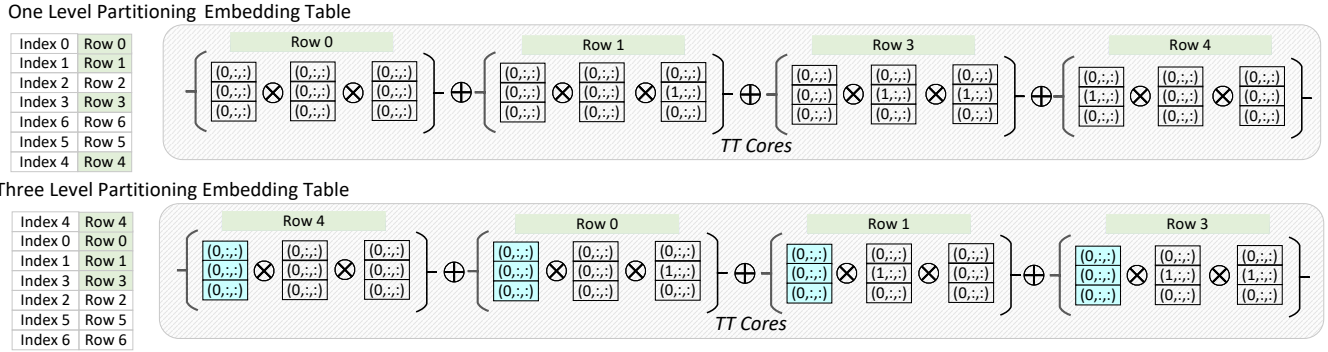 One Level Partitioning Embedding Table
Index 0 Row 0
Index 1 Row 1
Index 2 Row 2
Index 3 Row 3
Index 6 Row 6
Index 5 Row 5
Index 4 Row 4
Row 0 Row 1 Row 3 Row 4
(0,:,:) (0,:,:) (0,:,:) (0,:,:) (0,:,:) (0,:,:) (0,:,:) (0,:,:) (0,:,:) (0,:,:) (0,:,:) (0,:,:)
(0,:,:) ⊗ (0,:,:) ⊗ (0,:,:) ⊕ (0,:,:) ⊗ (0,:,:) ⊗ (1,:,:) ⊕ (0,:,:) ⊗ (1,:,:) ⊗ (1,:,:) ⊕ (1,:,:) ⊗ (0,:,:) ⊗ (0,:,:)
(0,:,:) (0,:,:) (0,:,:) (0,:,:) (0,:,:) (0,:,:) (0,:,:) (0,:,:) (0,:,:) (0,:,:) (0,:,:) (0,:,:)
TT Cores
Three Level Partitioning Embedding Table
Index 4 Row 4
Index 0 Row 0
Index 1 Row 1
Index 3 Row 3
Index 2 Row 2
Index 5 Row 5
Index 6 Row 6
Row 4 Row 0 Row 1 Row 3
(0,:,:) (0,:,:) (0,:,:) (0,:,:) (0,:,:) (0,:,:) (0,:,:) (0,:,:) (0,:,:) (0,:,:) (0,:,:) (0,:,:)
(0,:,:) ⊗ (0,:,:) ⊗ (0,:,:) ⊕ (0,:,:) ⊗ (0,:,:) ⊗ (1,:,:) ⊕ (0,:,:) ⊗ (1,:,:) ⊗ (0,:,:) ⊕ (0,:,:) ⊗ (1,:,:) ⊗ (1,:,:)
(0,:,:) (0,:,:) (0,:,:) (0,:,:) (0,:,:) (0,:,:) (0,:,:) (0,:,:) (0,:,:) (0,:,:) (0,:,:) (0,:,:)
TT Cores